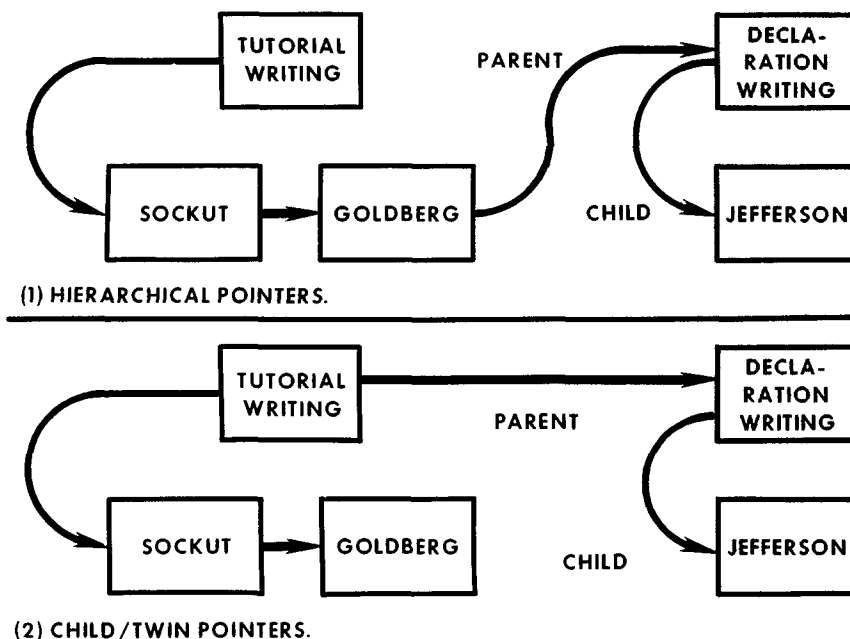 TUTORIAL
WRITING
PARENT
DECLA-
RATION
WRITING
SOCKUT
GOLDBERG
CHILD
JEFFERSON
(1) HIERARCHICAL POINTERS.
TUTORIAL
WRITING
PARENT
DECLA-
RATION
WRITING
SOCKUT
GOLDBERG
CHILD
JEFFERSON
(2) CHILD/TWIN POINTERS.